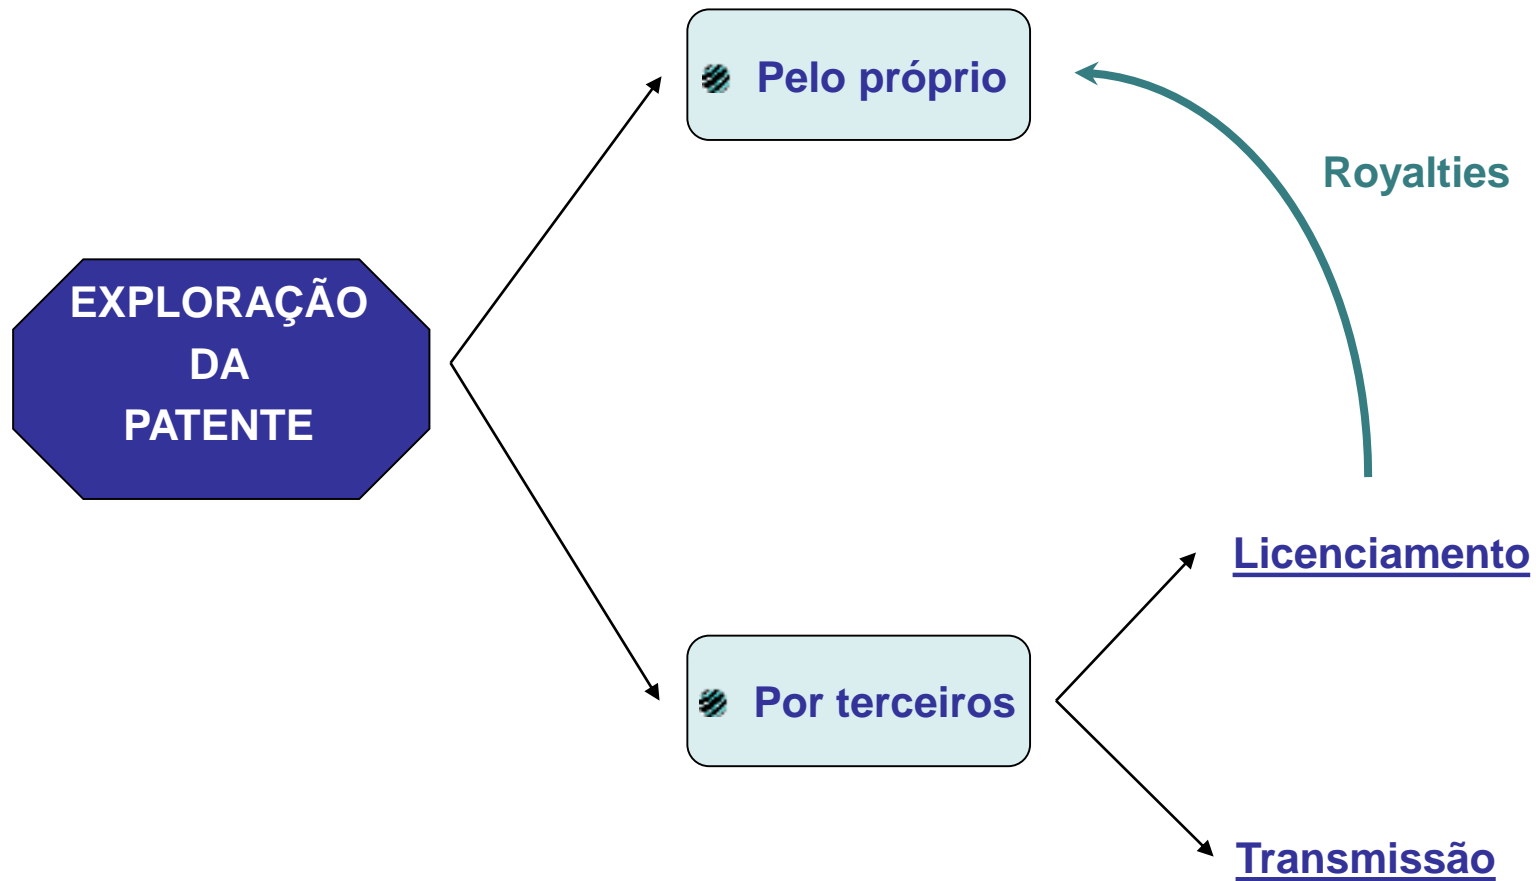 Pelo próprio
Royalties
EXPLORAÇÃO
DA
PATENTE
Licenciamento
Por terceiros
Transmissão